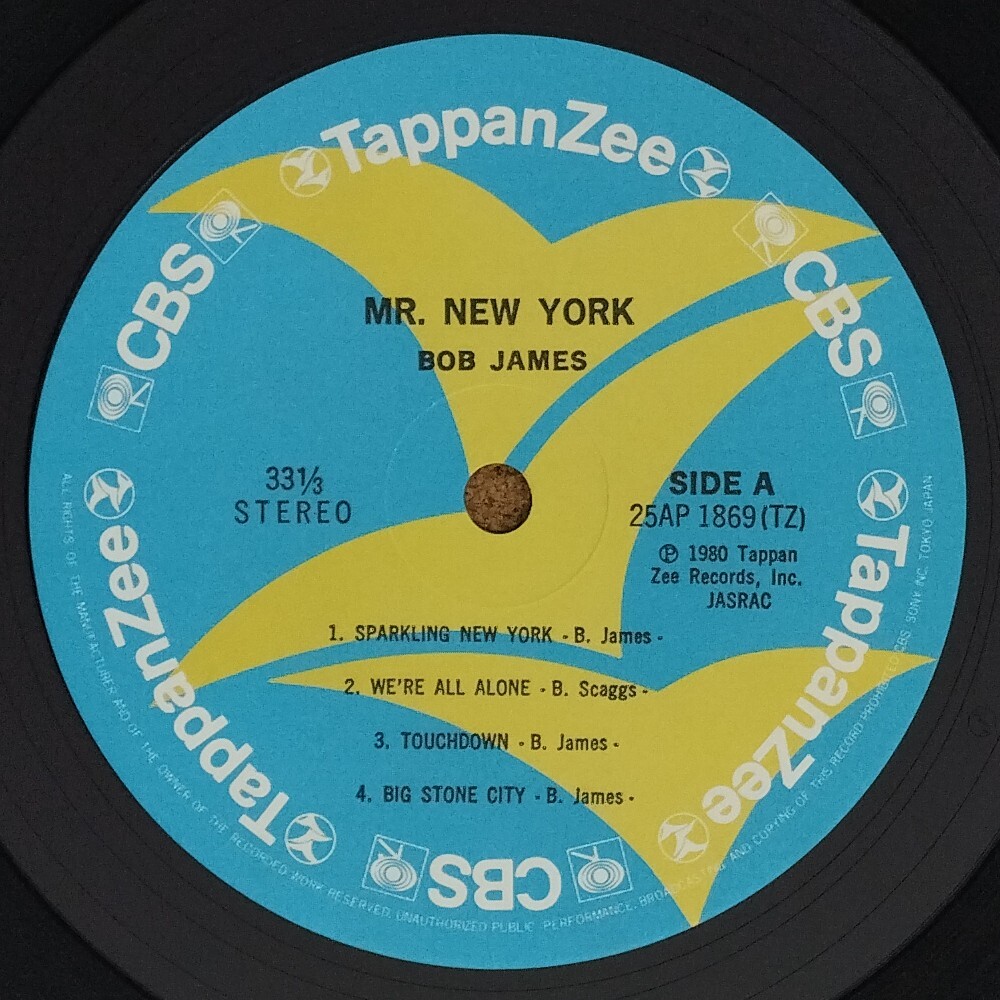 TappanZee
CBS
CBS
MR. NEW YORK
BOB JAMES
33⅓
STEREO
SIDE A
25AP 1869(TZ)
℗ 1980 Tappan
Zee Records, Inc.
JASRAC
1. SPARKLING NEW YORK - B. James -
2. WE'RE ALL ALONE - B. Scaggs -
3. TOUCHDOWN - B. James -
4. BIG STONE CITY - B. James -
TappanZee
TappanZee
CBS
ALL RIGHTS OF THE MANUFACTURER AND OF THE OWNER OF THE RECORDED WORK RESERVED. UNAUTHORIZED PUBLIC PERFORMANCE, BROADCASTING AND COPYING OF THIS RECORD PROHIBITED CBS SONY INC. TOKYO JAPAN